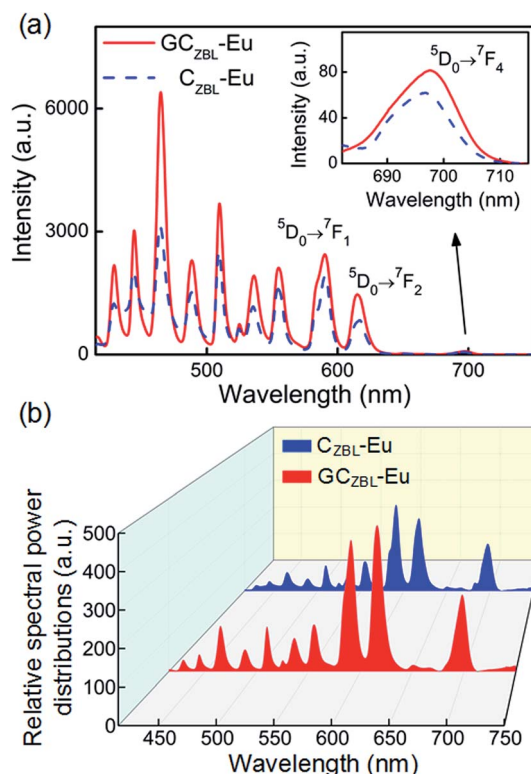 (a)
GC_ZBL-Eu
C_ZBL-Eu
6000
3000
0
Intensity (a.u.)
500 600 700
Wavelength (nm)
⁵D₀→⁷F₁
⁵D₀→⁷F₂
⁵D₀→⁷F₄
80
40
0
Intensity (a.u.)
690 700 710
Wavelength (nm)
(b)
C_ZBL-Eu
GC_ZBL-Eu
500
400
300
200
100
0
Relative spectral power
distributions (a.u.)
450 500 550 600 650 700 750
Wavelength (nm)